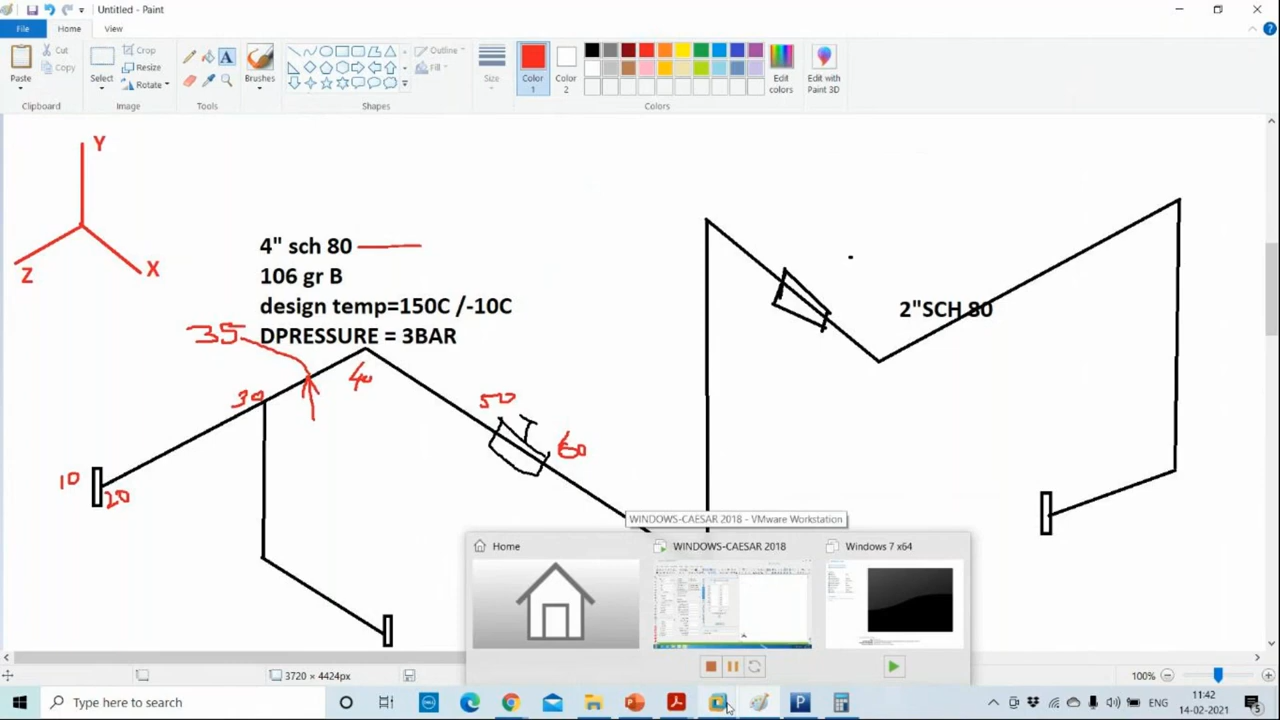 Untitled - Paint
File
Home
View
Paste
Cut
Copy
Clipboard
Select
Crop
Resize
Rotate
Image
Tools
Brushes
Shapes
Outline
Fill
Size
Color
1
Color
2
Colors
Edit
colors
Edit with
Paint 3D
Y
Z
X
4" sch 80
106 gr B
design temp=150C /-10C
DPRESSURE = 3BAR
35
2"SCH 80
40
30
50
60
10
20
WINDOWS-CAESAR 2018 - VMware Workstation
Home
WINDOWS-CAESAR 2018
Windows 7 x64
3720 × 4424px
100%
Type here to search
ENG
11:42
14-02-2021